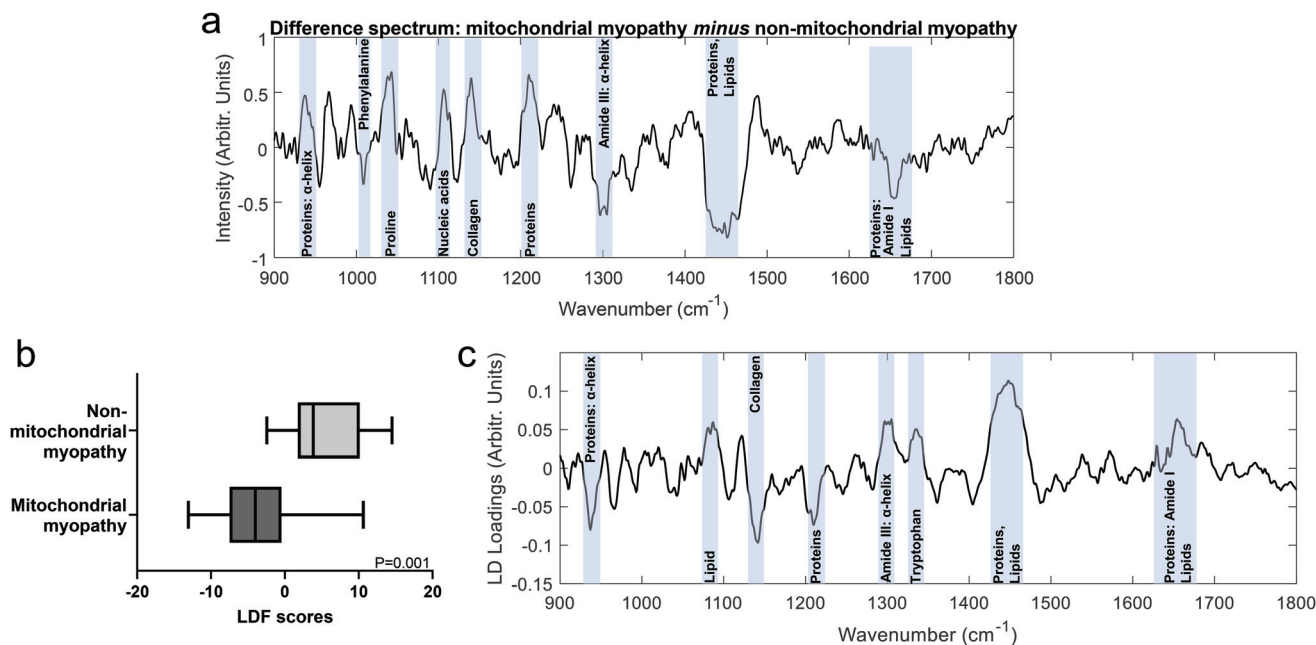 a
Difference spectrum: mitochondrial myopathy minus non-mitochondrial myopathy
Intensity (Arbitr. Units)
1
0.5
0
-0.5
-1
Proteins: α-helix
Phenylalanine
Proline
Nucleic acids
Collagen
Proteins
Amide III: α-helix
Proteins,
Lipids
Proteins:
Amide I
Lipids
900 1000 1100 1200 1300 1400 1500 1600 1700 1800
Wavenumber (cm-1)
b
Non-
mitochondrial
myopathy
Mitochondrial
myopathy
P=0.001
-20 -10 0 10 20
LDF scores
c
LD Loadings (Arbitr. Units)
0.1
0.05
0
-0.05
-0.1
-0.15
Proteins: α-helix
Lipid
Collagen
Proteins
Amide III: α-helix
Tryptophan
Proteins,
Lipids
Proteins: Amide I
Lipids
900 1000 1100 1200 1300 1400 1500 1600 1700 1800
Wavenumber (cm-1)